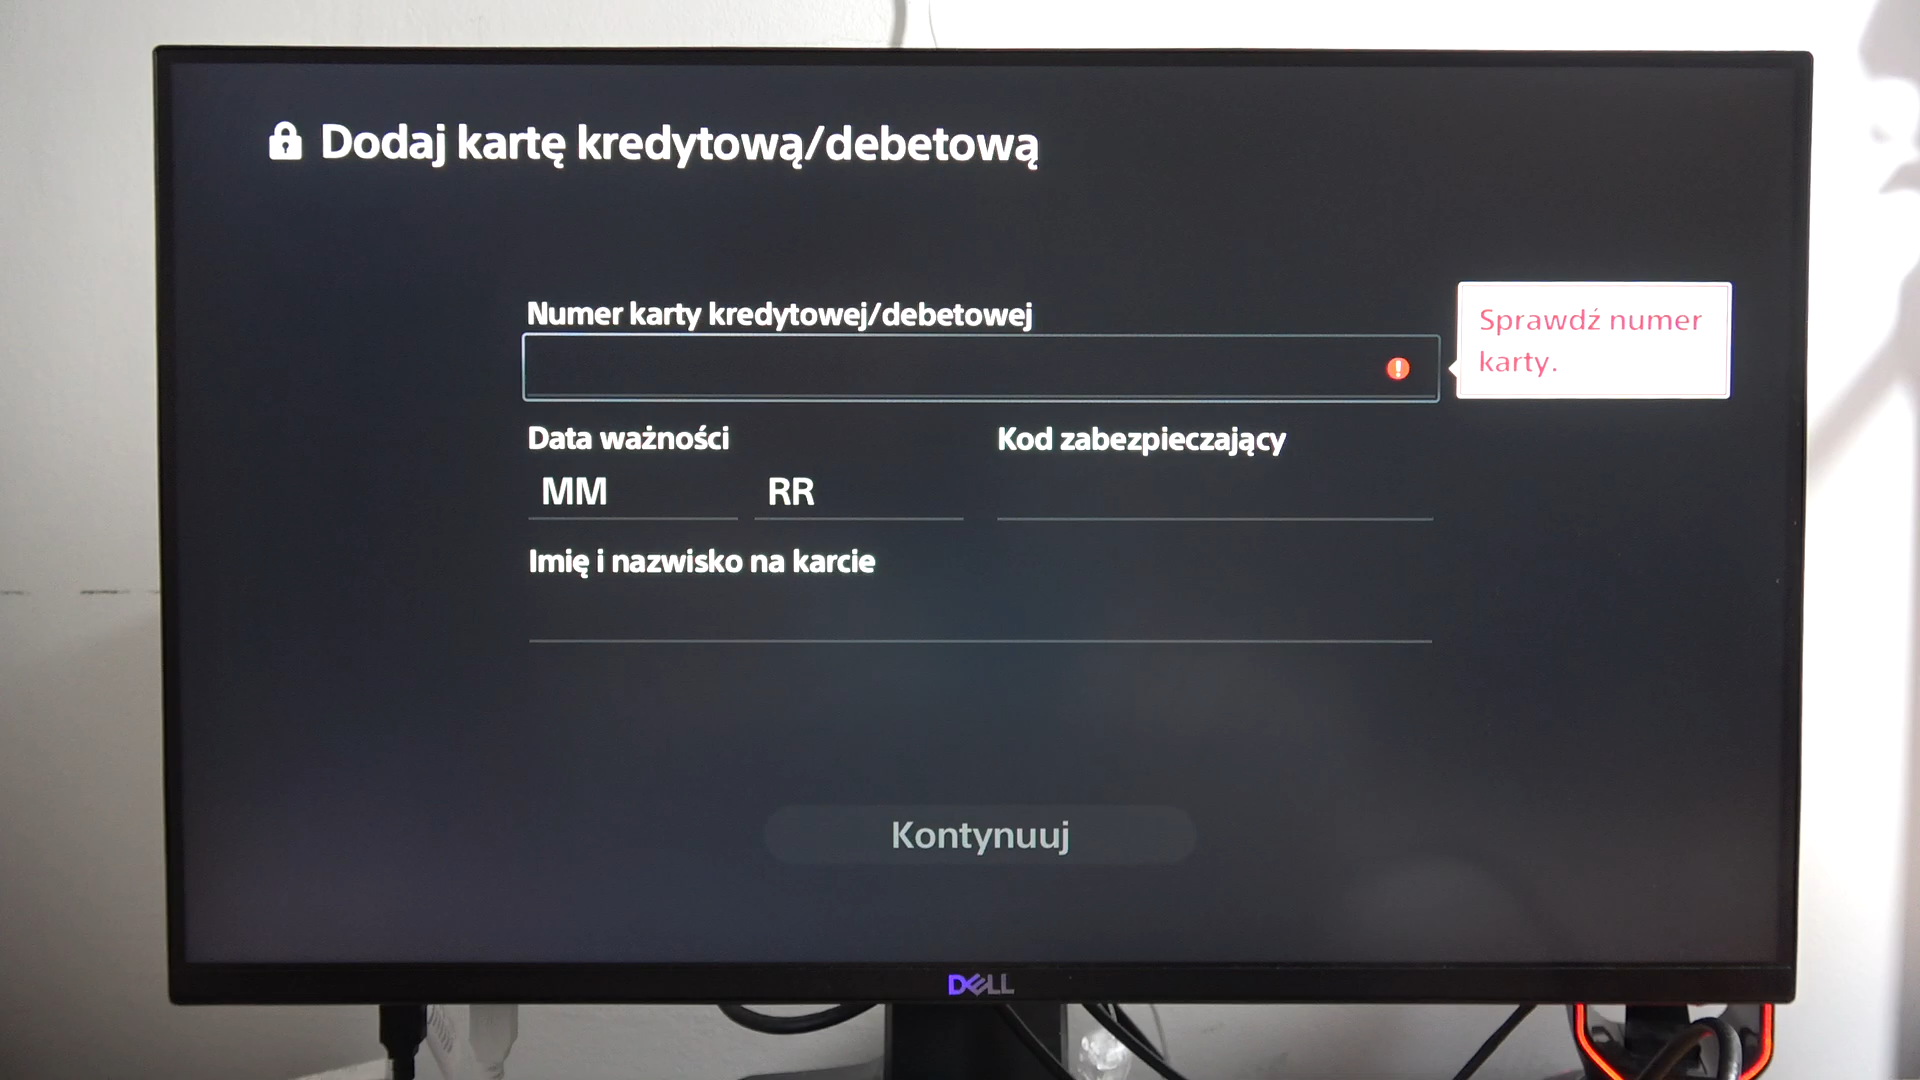 Dodaj kartę kredytową/debetową
Numer karty kredytowej/debetowej
Sprawdź numer
karty.
Data ważności
Kod zabezpieczający
MM
RR
Imię i nazwisko na karcie
Kontynuuj
DELL